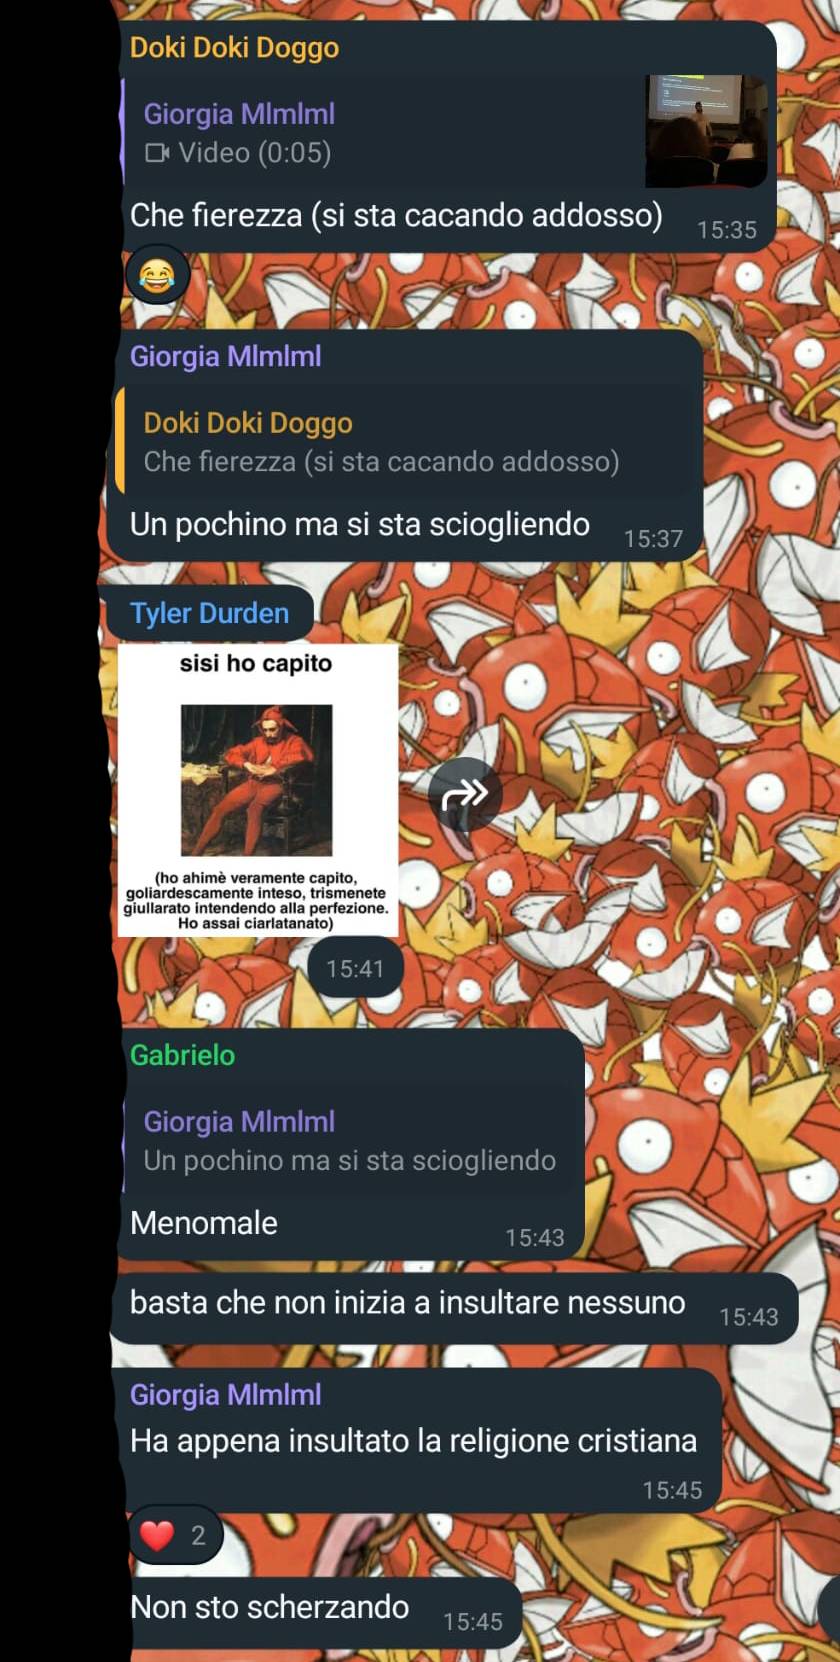 Doki Doki Doggo
Giorgia Mlmlml
Video (0:05)
Che fierezza (si sta cacando addosso)
15:35
Giorgia Mlmlml
Doki Doki Doggo
Che fierezza (si sta cacando addosso)
Un pochino ma si sta sciogliendo
15:37
Tyler Durden
sisi ho capito
(ho ahimè veramente capito,
goliardescamente inteso, trismenete
giullarato intendendo alla perfezione.
Ho assai ciarlatanato)
15:41
Gabrielo
Giorgia Mlmlml
Un pochino ma si sta sciogliendo
Menomale
15:43
basta che non inizia a insultare nessuno
15:43
Giorgia Mlmlml
Ha appena insultato la religione cristiana
15:45
2
Non sto scherzando
15:45